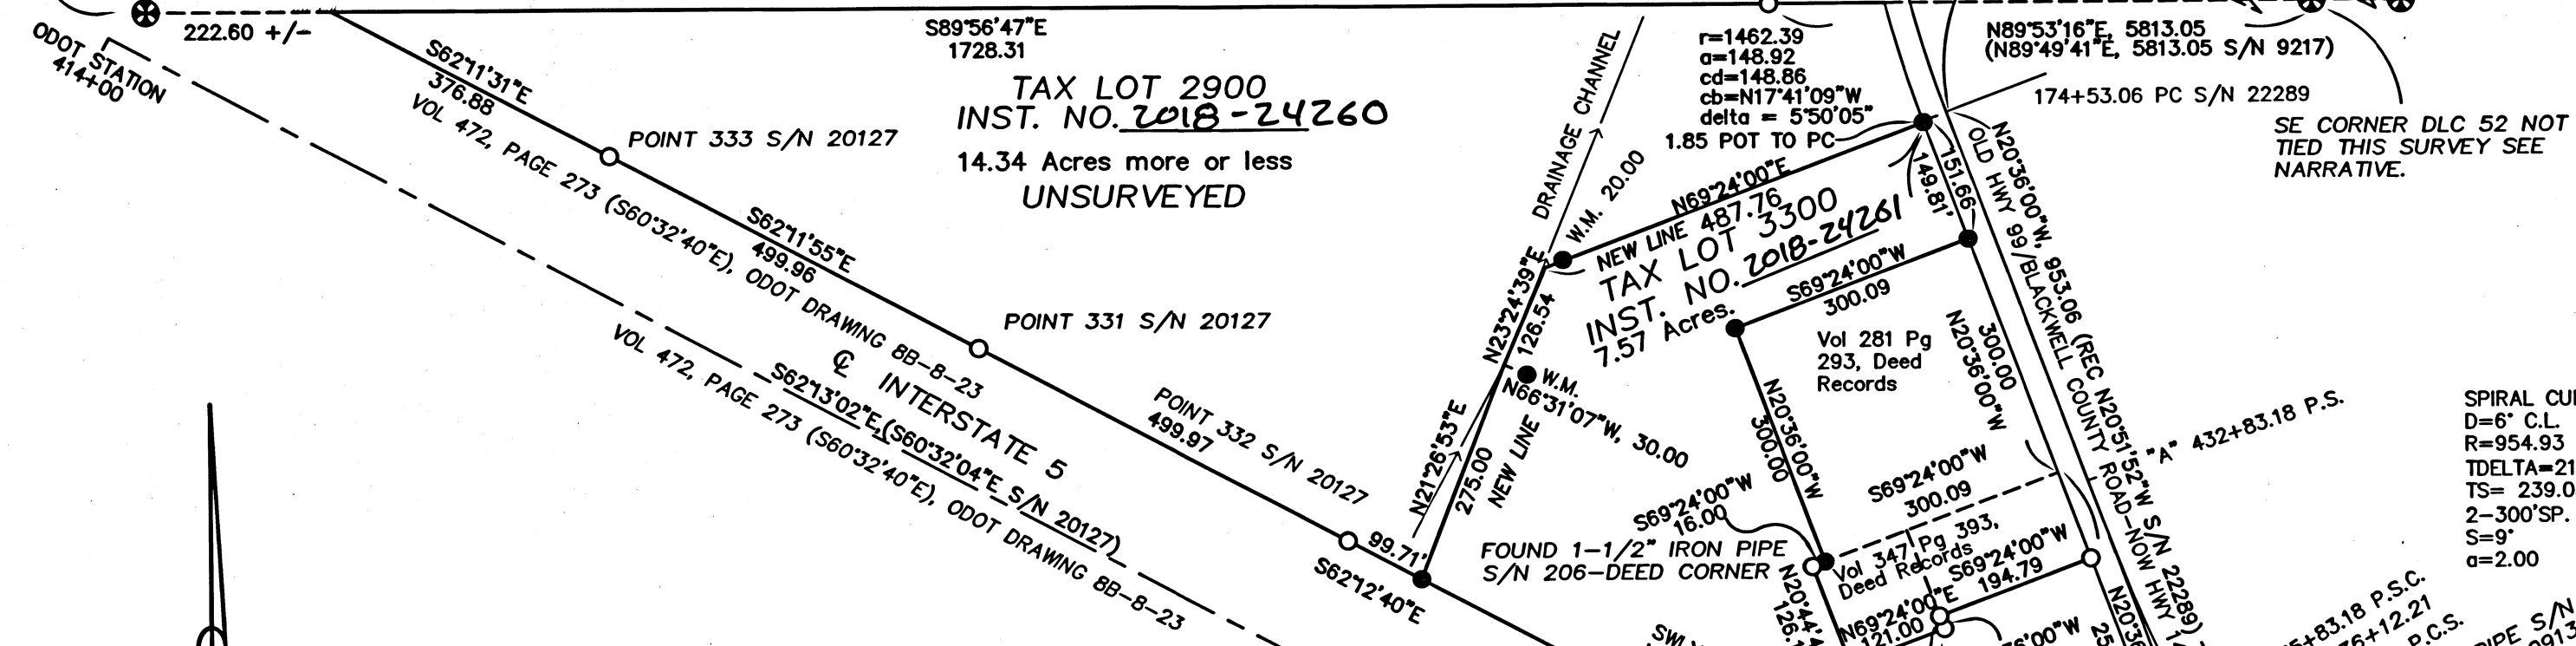 222.60 +/-
ODOT STATION
414+00
S62°11'31"E
376.88
VOL 472, PAGE 273 (S60°32'40"E), ODOT DRAWING 8B-8-23
S89°56'47"E
1728.31
TAX LOT 2900
INST. NO. 2018-24260
14.34 Acres more or less
UNSURVEYED
POINT 333 S/N 20127
S62°11'55"E
499.96
POINT 331 S/N 20127
℄ INTERSTATE 5
S62°13'02"E,(S60°32'04"E S/N 20127)
VOL 472, PAGE 273 (S60°32'40"E), ODOT DRAWING 8B-8-23
POINT 332 S/N 20127
499.97
99.71'
S62°12'40"E
DRAINAGE CHANNEL
W.M. 20.00
N23°24'39"E
126.54
W.M.
N66°31'07"W, 30.00
N21°26'53"E
275.00
NEW LINE
r=1462.39
a=148.92
cd=148.86
cb=N17°41'09"W
delta = 5°50'05"
1.85 POT TO PC
N69°24'00"E
NEW LINE 487.76
TAX LOT 3300
INST. NO. 2018-24261
7.57 Acres.
151.66'
149.81'
S69°24'00"W
300.09
Vol 281 Pg
293, Deed
Records
N20°36'00"W
300.00
300.00
N20°36'00"W
N89°53'16"E, 5813.05
(N89°49'41"E, 5813.05 S/N 9217)
174+53.06 PC S/N 22289
SE CORNER DLC 52 NOT
TIED THIS SURVEY SEE
NARRATIVE.
N20°36'00"W, 953.06 (REC N20°51'52"W S/N 22289)
OLD HWY 99/BLACKWELL COUNTY ROAD-NOW HWY
"A" 432+83.18 P.S.
S69°24'00"W
300.09
S69°24'00"W
16.00
FOUND 1-1/2" IRON PIPE
S/N 206-DEED CORNER
Vol 347 Pg 393,
Deed Records
S69°24'00"W
194.79
N69°24'00"E
121.00
N20°44'4
126.
SPIRAL CU
D=6° C.L.
R=954.93
TDELTA=21
TS= 239.0
2-300'SP.
S=9°
a=2.00
5+83.18 P.S.C.
6+12.21
P.C.S.
PIPE S/N